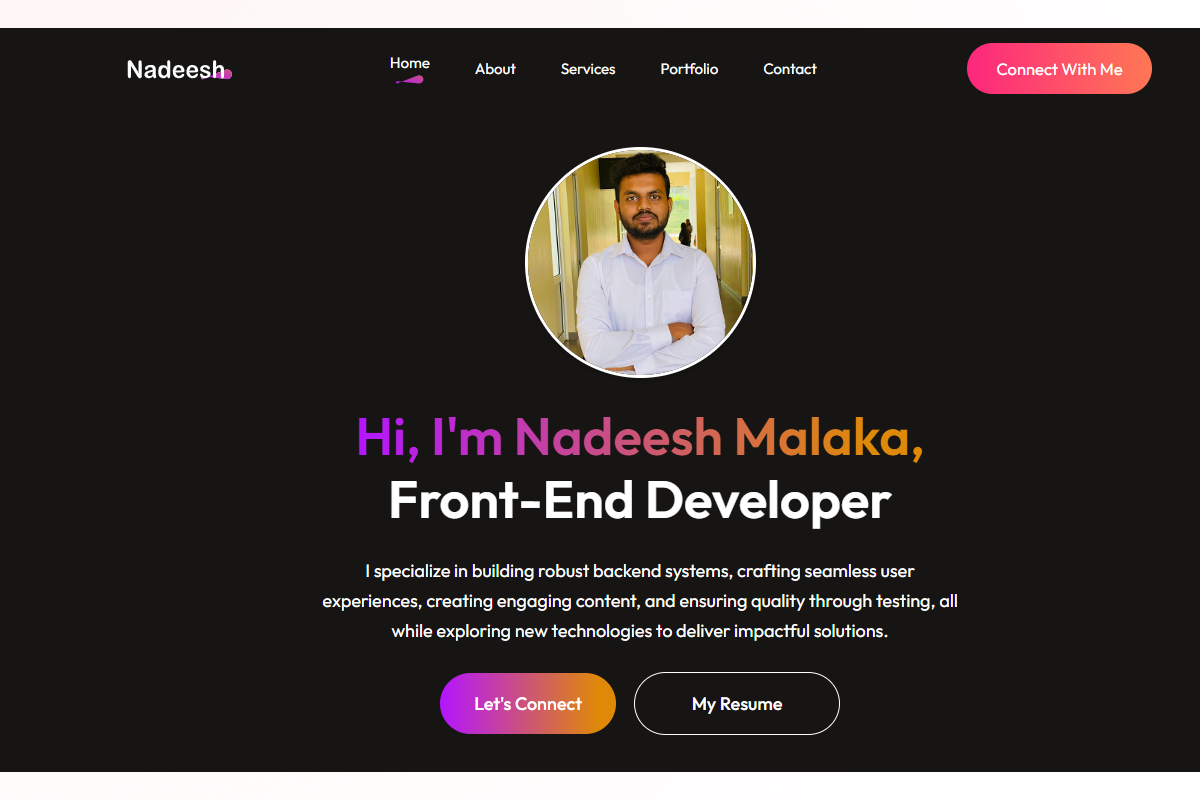 Nadeesh
Home
About
Services
Portfolio
Contact
Connect With Me
Hi, I'm Nadeesh Malaka,
Front-End Developer
I specialize in building robust backend systems, crafting seamless user
experiences, creating engaging content, and ensuring quality through testing, all
while exploring new technologies to deliver impactful solutions.
Let's Connect
My Resume